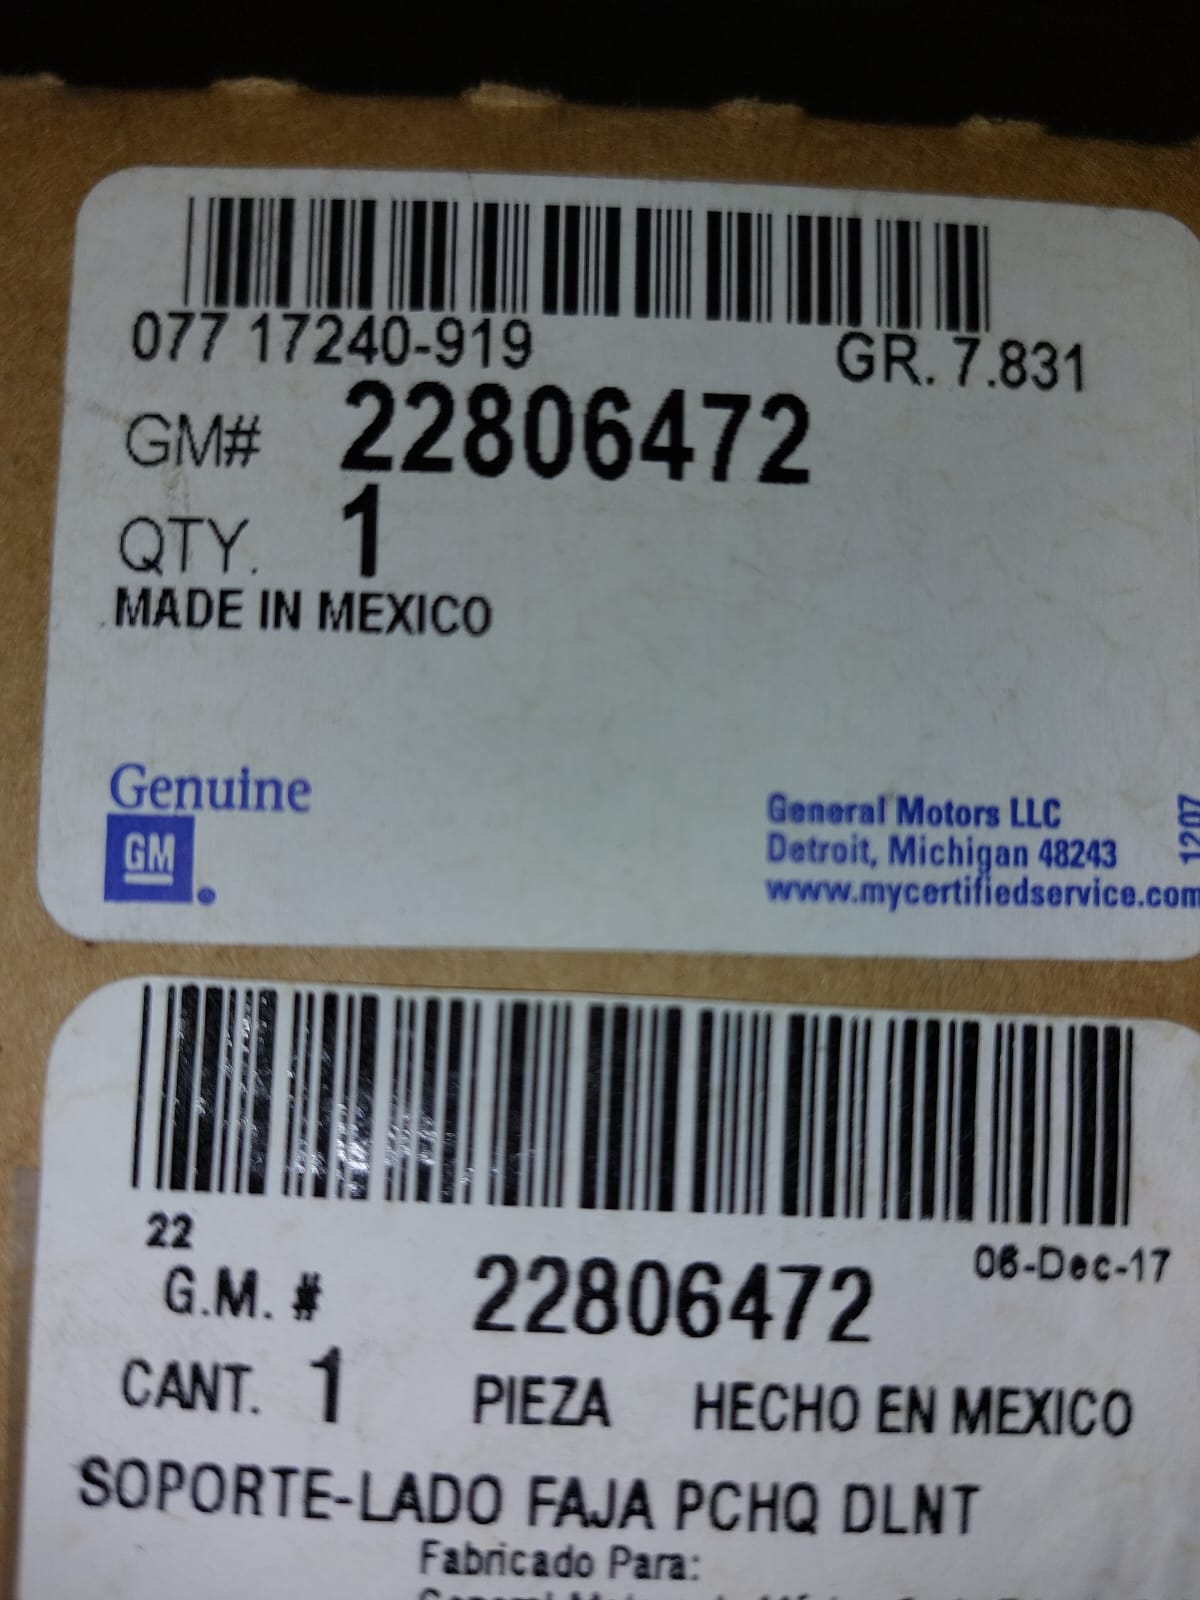 077 17240-919 GR. 7.831
GM# 22806472
QTY. 1
MADE IN MEXICO
Genuine
GM
General Motors LLC
Detroit, Michigan 48243
www.mycertifiedservice.com
1207
22
06-Dec-17
G.M. # 22806472
CANT. 1 PIEZA HECHO EN MEXICO
SOPORTE-LADO FAJA PCHQ DLNT
Fabricado Para:
General